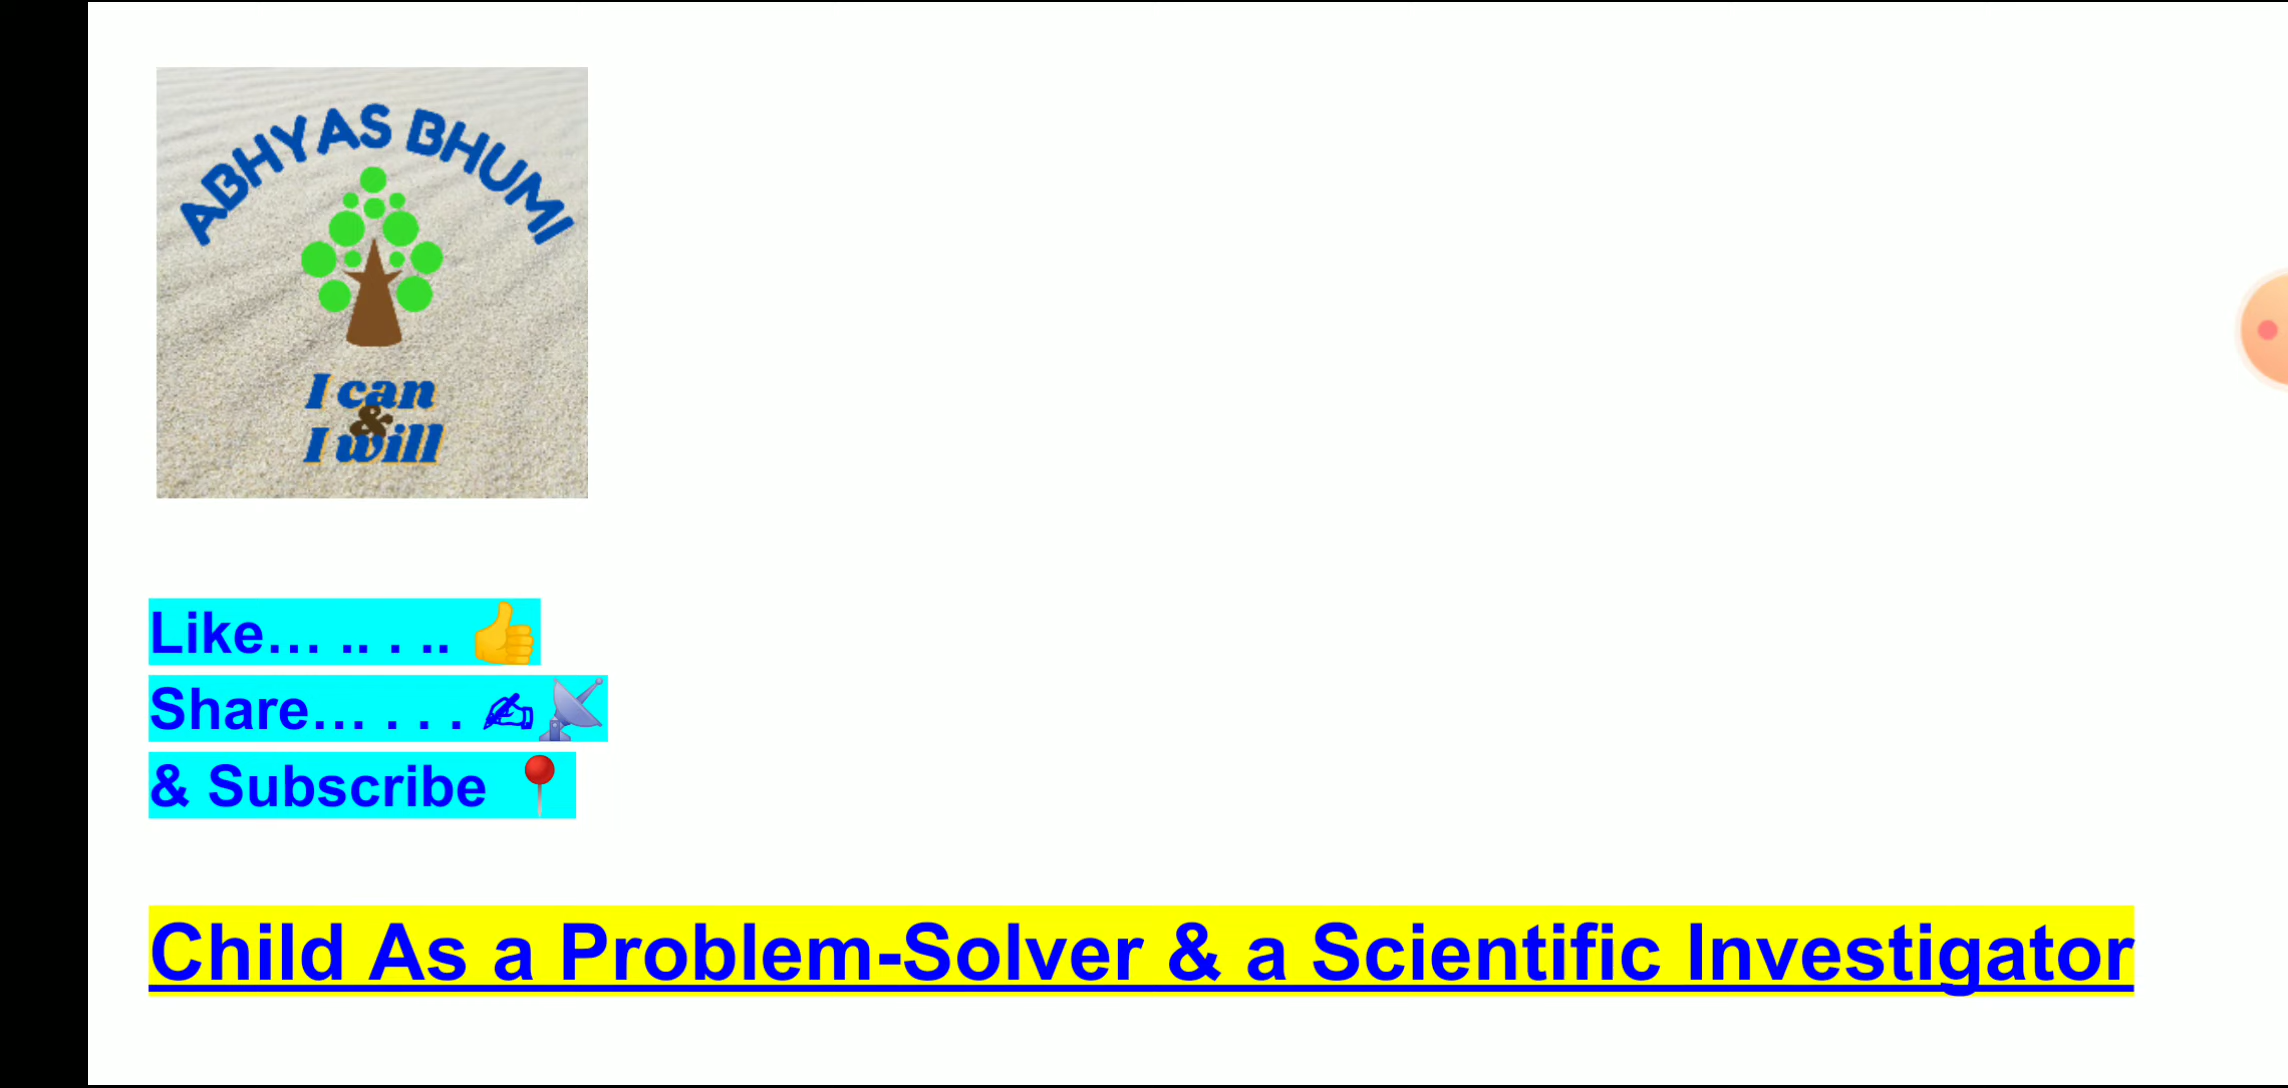 ABHYAS BHUMI
I can
&
I will
Like... .. . .. 👍
Share... . . . ✍📡
& Subscribe 📍
Child As a Problem-Solver & a Scientific Investigator